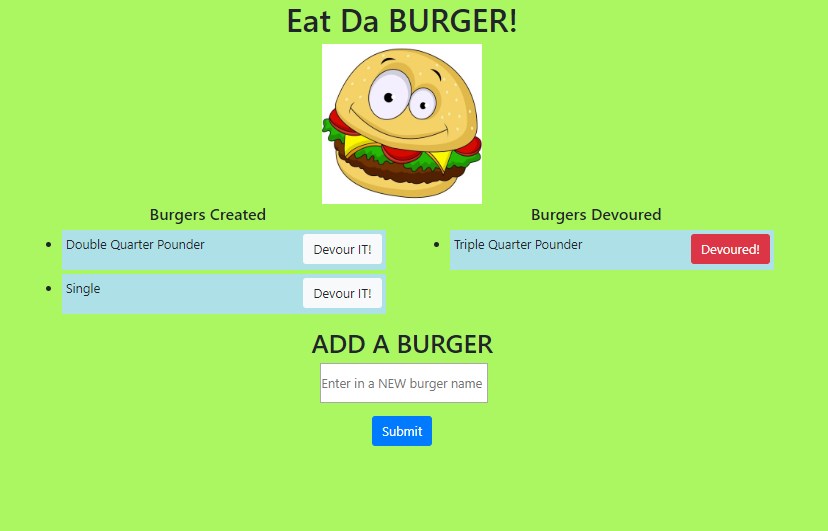 Eat Da BURGER!
Burgers Created
Double Quarter Pounder
Devour IT!
Single
Devour IT!
Burgers Devoured
Triple Quarter Pounder
Devoured!
ADD A BURGER
Enter in a NEW burger name
Submit